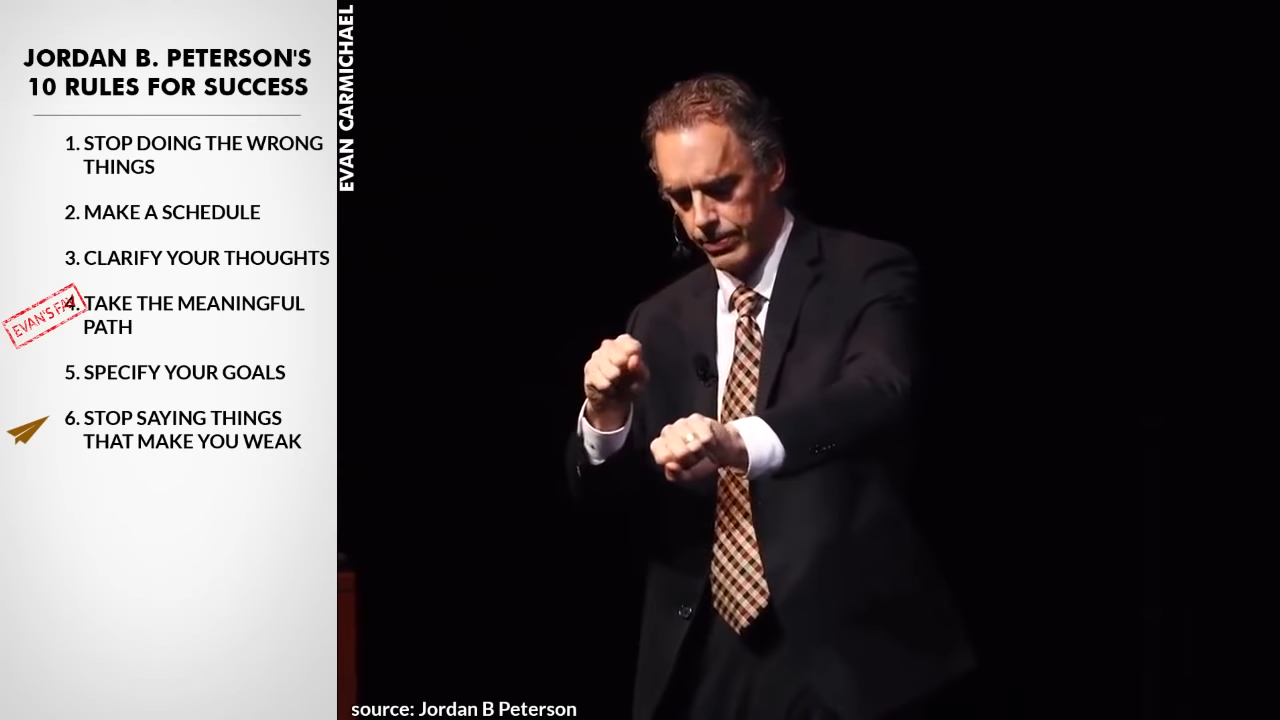 JORDAN B. PETERSON'S
10 RULES FOR SUCCESS
1. STOP DOING THE WRONG
THINGS
2. MAKE A SCHEDULE
3. CLARIFY YOUR THOUGHTS
4. TAKE THE MEANINGFUL
PATH
EVAN'S FAV
5. SPECIFY YOUR GOALS
6. STOP SAYING THINGS
THAT MAKE YOU WEAK
EVAN CARMICHAEL
source: Jordan B Peterson